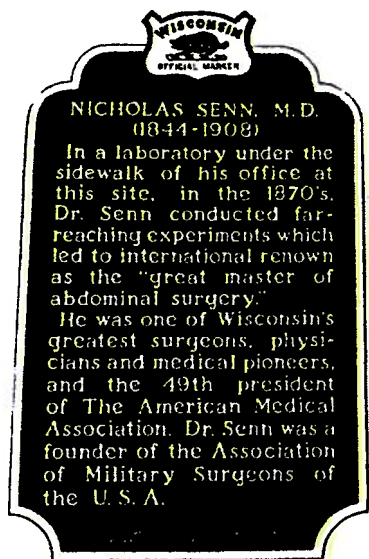 WISCONSIN
OFFICIAL MARKER
NICHOLAS SENN, M.D.
(1844-1908)
In a laboratory under the
sidewalk of his office at
this site, in the 1870's,
Dr. Senn conducted far-
reaching experiments which
led to international renown
as the "great master of
abdominal surgery."
He was one of Wisconsin's
greatest surgeons, physi-
cians and medical pioneers,
and the 49th president
of The American Medical
Association. Dr. Senn was a
founder of the Association
of Military Surgeons of
the U. S. A.